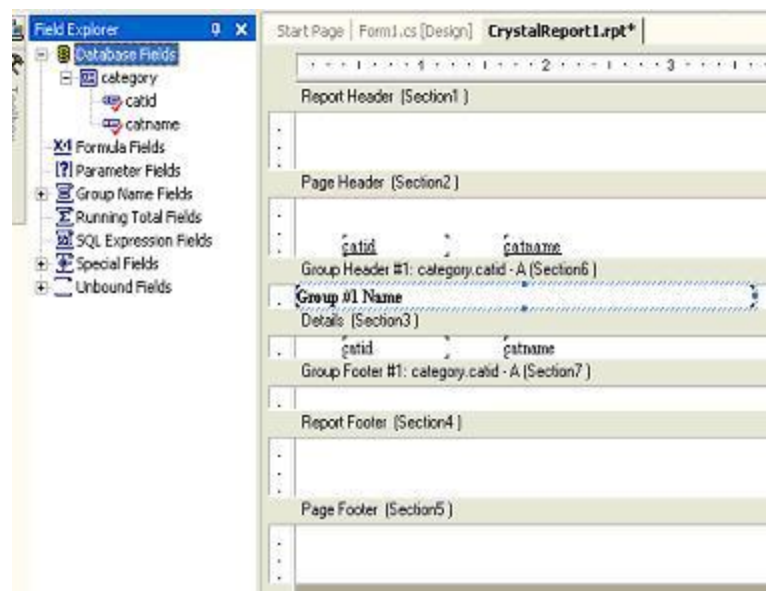 Field Explorer
Database Fields
category
catid
catname
Formula Fields
Parameter Fields
Group Name Fields
Running Total Fields
SQL Expression Fields
Special Fields
Unbound Fields
Start Page Form1.cs [Design] CrystalReport1.rpt*
1 2 3
Report Header (Section1 )
Page Header (Section2 )
catid catname
Group Header #1: category.catid - A (Section6 )
Group #1 Name
Details (Section3 )
catid catname
Group Footer #1: category.catid - A (Section7 )
Report Footer (Section4 )
Page Footer (Section5 )